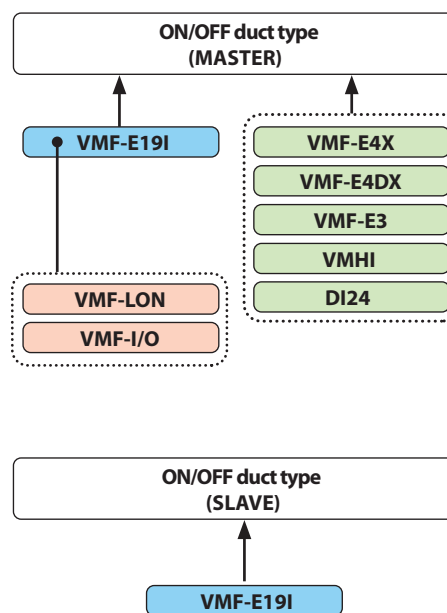 ON/OFF duct type
(MASTER)
VMF-E19I
VMF-LON
VMF-I/O
VMF-E4X
VMF-E4DX
VMF-E3
VMHI
DI24
ON/OFF duct type
(SLAVE)
VMF-E19I